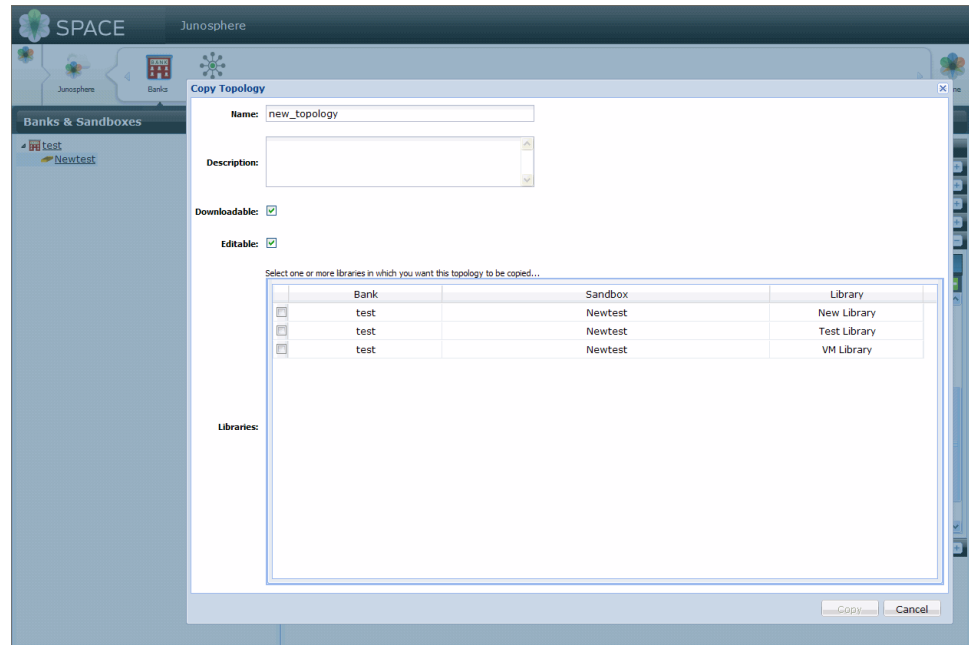 SPACE
Junosphere
Junosphere
Banks
BANK
Copy Topology
Banks & Sandboxes
test
Newtest
Name:
new_topology
Description:
Downloadable:
Editable:
Select one or more libraries in which you want this topology to be copied...
Bank Sandbox Library
test Newtest New Library
test Newtest Test Library
test Newtest VM Library
Libraries:
Copy Cancel